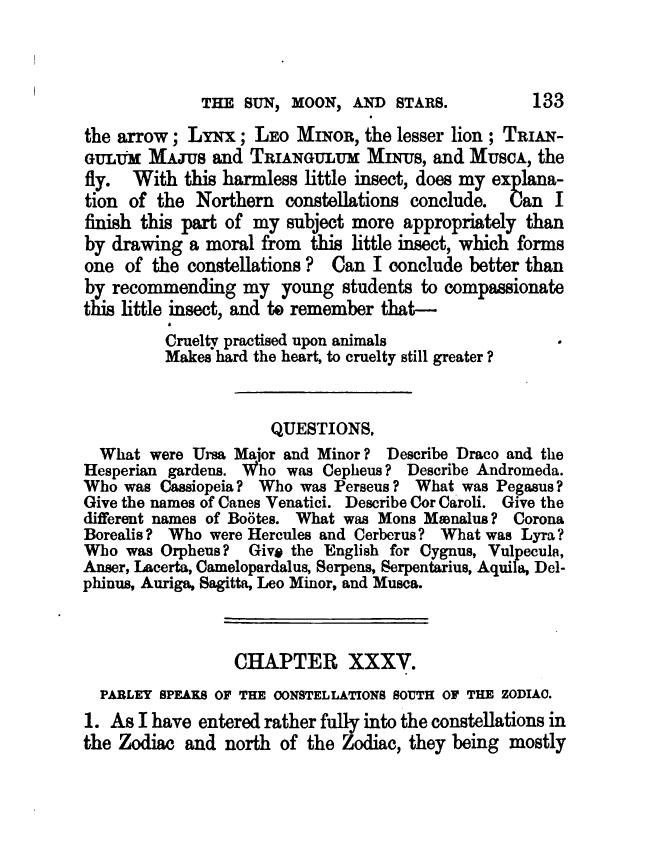 THE SUN, MOON, AND STARS. 133
the arrow; LYNX; LEO MINOR, the lesser lion; TRIAN-
GULUM MAJUS and TRIANGULUM MINUS, and MUSCA, the
fly. With this harmless little insect, does my explana-
tion of the Northern constellations conclude. Can I
finish this part of my subject more appropriately than
by drawing a moral from this little insect, which forms
one of the constellations? Can I conclude better than
by recommending my young students to compassionate
this little insect, and to remember that—
Cruelty practised upon animals
Makes hard the heart, to cruelty still greater?
QUESTIONS.
What were Ursa Major and Minor? Describe Draco and the
Hesperian gardens. Who was Cepheus? Describe Andromeda.
Who was Cassiopeia? Who was Perseus? What was Pegasus?
Give the names of Canes Venatici. Describe Cor Caroli. Give the
different names of Boötes. What was Mons Mænalus? Corona
Borealis? Who were Hercules and Cerberus? What was Lyra?
Who was Orpheus? Give the English for Cygnus, Vulpecula,
Anser, Lacerta, Camelopardalus, Serpens, Serpentarius, Aquila, Del-
phinus, Auriga, Sagitta, Leo Minor, and Musca.
CHAPTER XXXV.
PARLEY SPEAKS OF THE CONSTELLATIONS SOUTH OF THE ZODIAC.
1. As I have entered rather fully into the constellations in
the Zodiac and north of the Zodiac, they being mostly